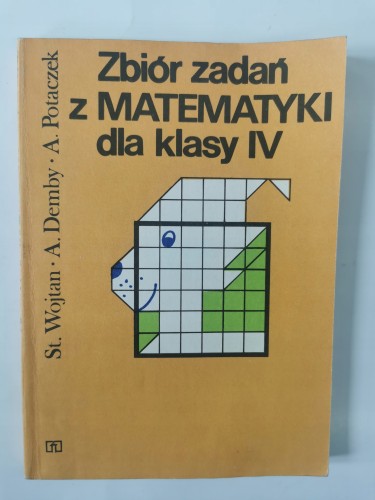 Zbiór zadań
z MATEMATYKI
dla klasy IV
St. Wojtan · A. Demby · A. Potaczek